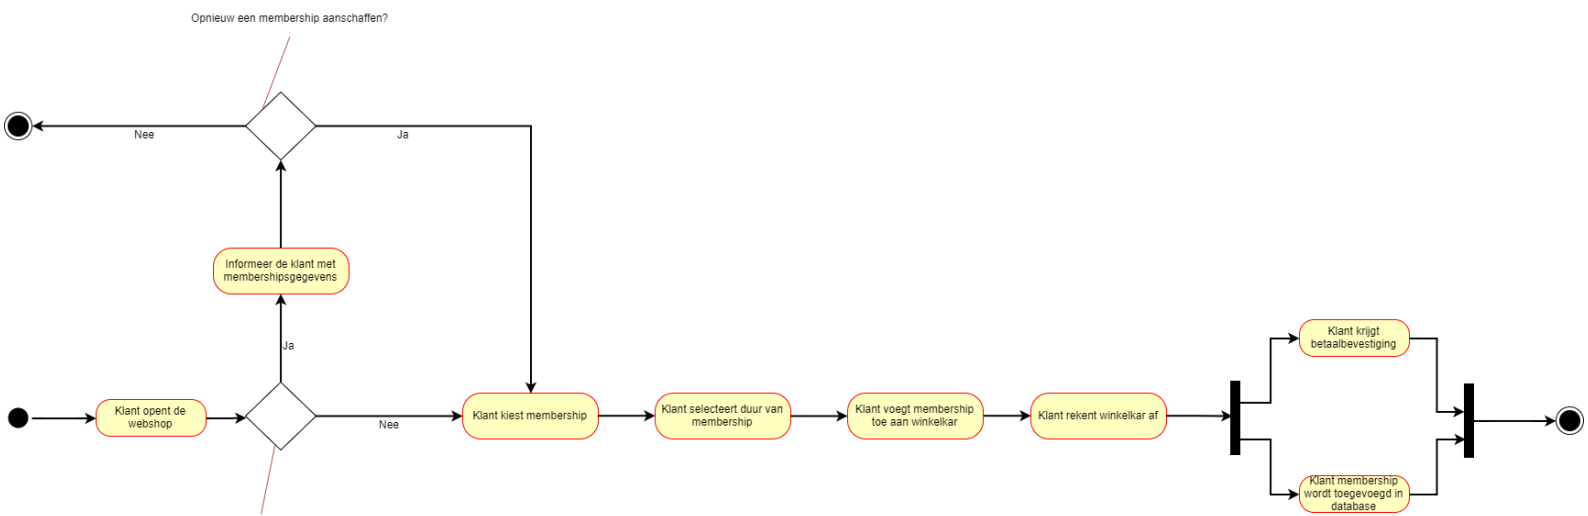 Opnieuw een membership aanschaffen?
Nee
Ja
Informeer de klant met
membershipsgegevens
Ja
Klant opent de
webshop
Nee
Klant kiest membership
Klant selecteert duur van
membership
Klant voegt membership
toe aan winkelkar
Klant rekent winkelkar af
Klant krijgt
betaalbevestiging
Klant membership
wordt toegevoegd in
database